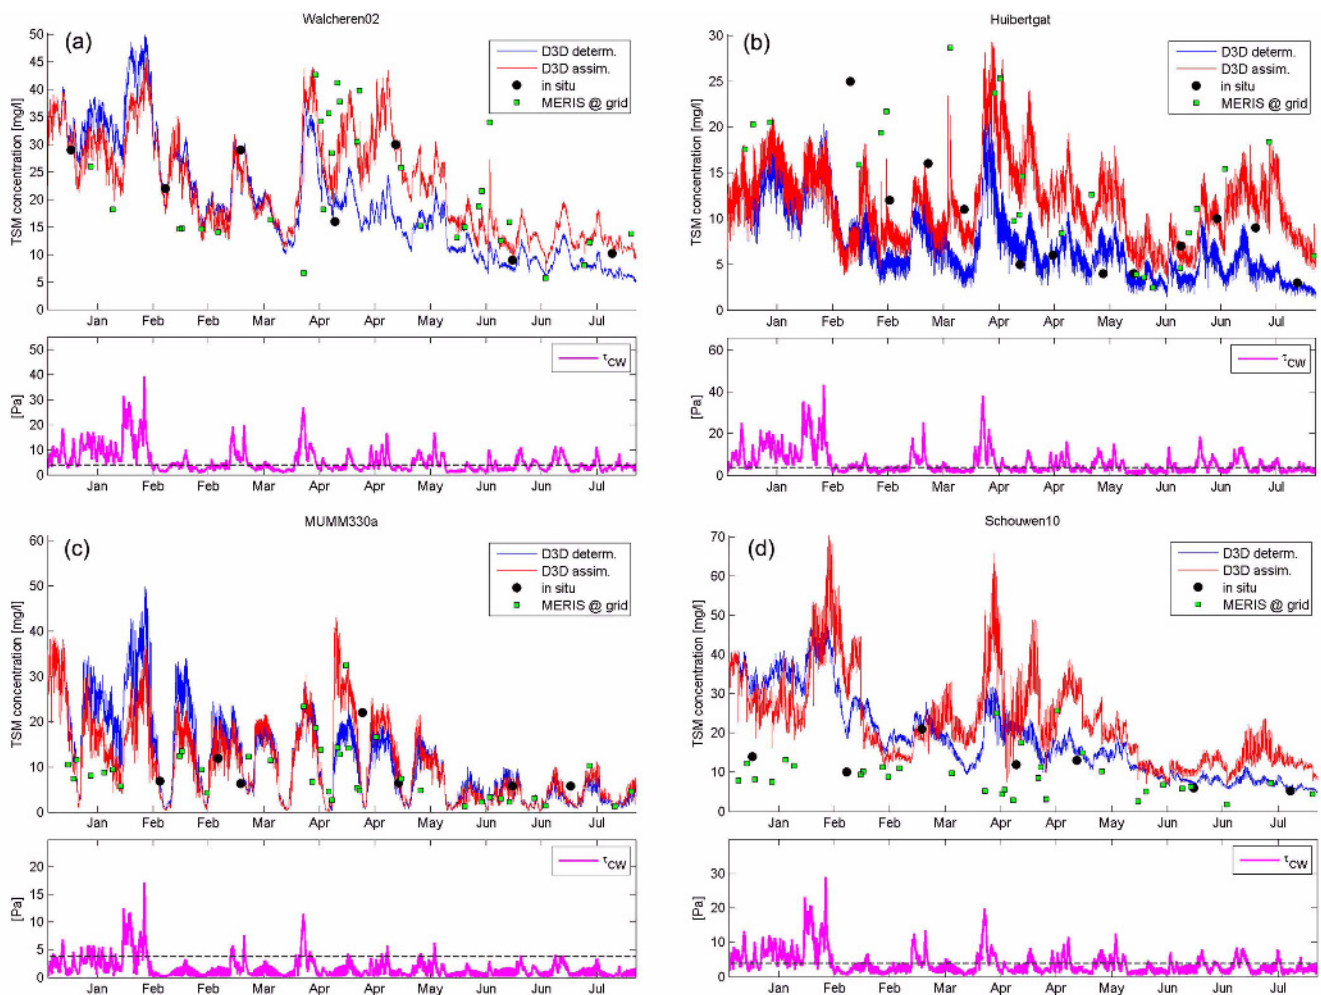 Walcheren02
(a)
TSM concentration [mg/l]
50
45
40
35
30
25
20
15
10
5
0
D3D determ.
D3D assim.
in situ
MERIS @ grid
Jan Feb Feb Mar Apr Apr May Jun Jun Jul
[Pa]
50
40
30
20
10
0
τCW
Jan Feb Feb Mar Apr Apr May Jun Jun Jul
Huibertgat
(b)
TSM concentration [mg/l]
30
25
20
15
10
5
0
D3D determ.
D3D assim.
in situ
MERIS @ grid
Jan Feb Feb Mar Apr Apr May Jun Jun Jul
[Pa]
60
40
20
0
τCW
Jan Feb Feb Mar Apr Apr May Jun Jun Jul
MUMM330a
(c)
TSM concentration [mg/l]
60
50
40
30
20
10
0
D3D determ.
D3D assim.
in situ
MERIS @ grid
Jan Feb Feb Mar Apr Apr May Jun Jun Jul
[Pa]
20
15
10
5
0
τCW
Jan Feb Feb Mar Apr Apr May Jun Jun Jul
Schouwen10
(d)
TSM concentration [mg/l]
70
60
50
40
30
20
10
0
D3D determ.
D3D assim.
in situ
MERIS @ grid
Jan Feb Feb Mar Apr Apr May Jun Jun Jul
[Pa]
30
20
10
0
τCW
Jan Feb Feb Mar Apr Apr May Jun Jun Jul